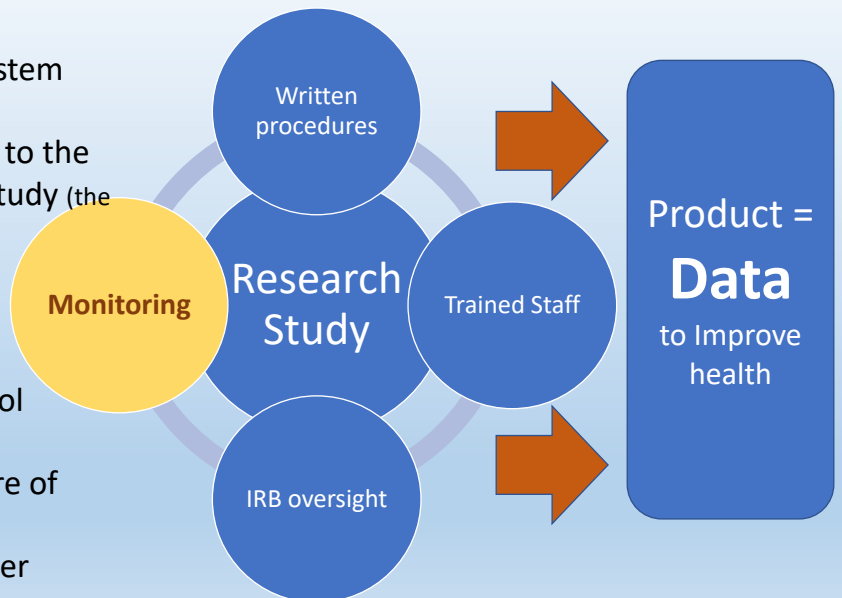 stem
to the
tudy (the
ol
re of
er
Written
procedures
Monitoring
Research
Study
Trained Staff
IRB oversight
Product =
Data
to Improve
health